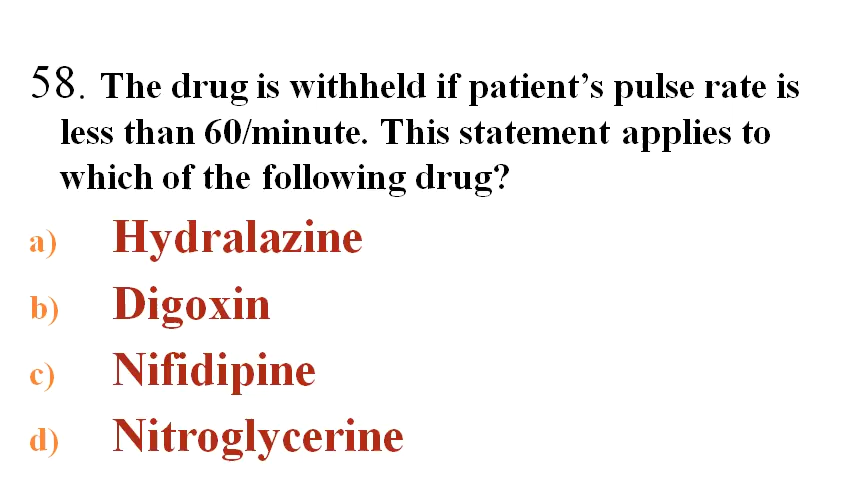 58. The drug is withheld if patient's pulse rate is
less than 60/minute. This statement applies to
which of the following drug?
a) Hydralazine
b) Digoxin
c) Nifidipine
d) Nitroglycerine